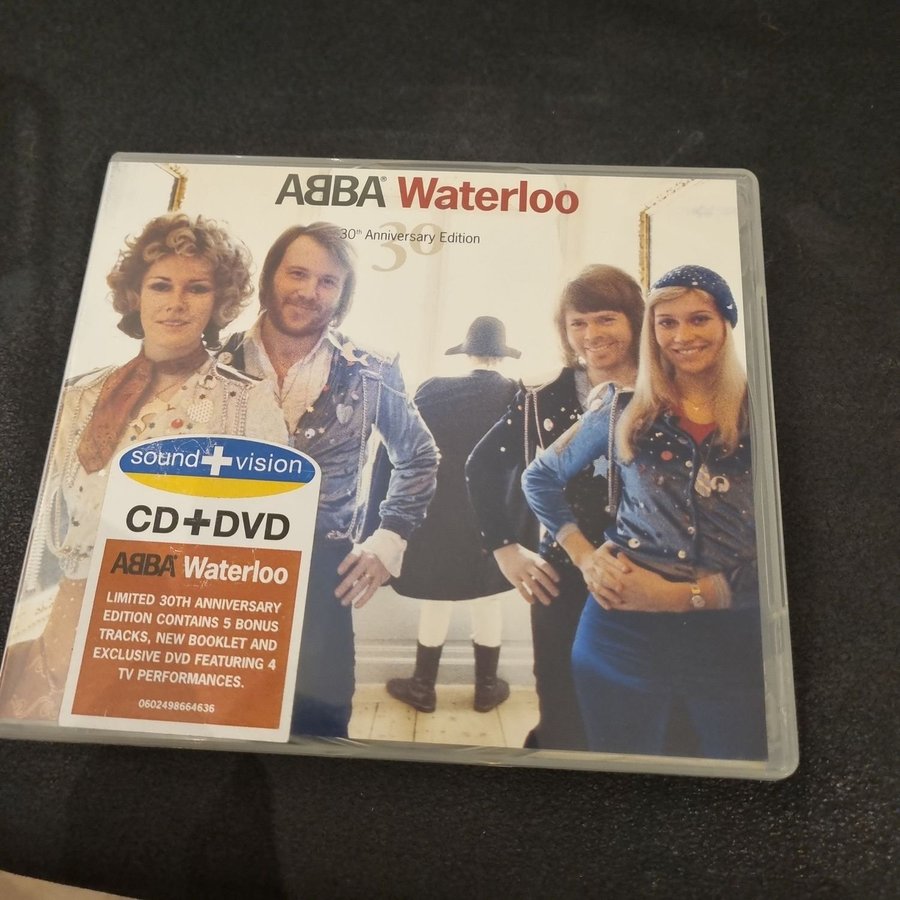 ABBA® Waterloo
30
30th Anniversary Edition
sound+vision
CD+DVD
ABBA® Waterloo
LIMITED 30TH ANNIVERSARY
EDITION CONTAINS 5 BONUS
TRACKS, NEW BOOKLET AND
EXCLUSIVE DVD FEATURING 4
TV PERFORMANCES.
0602498664636